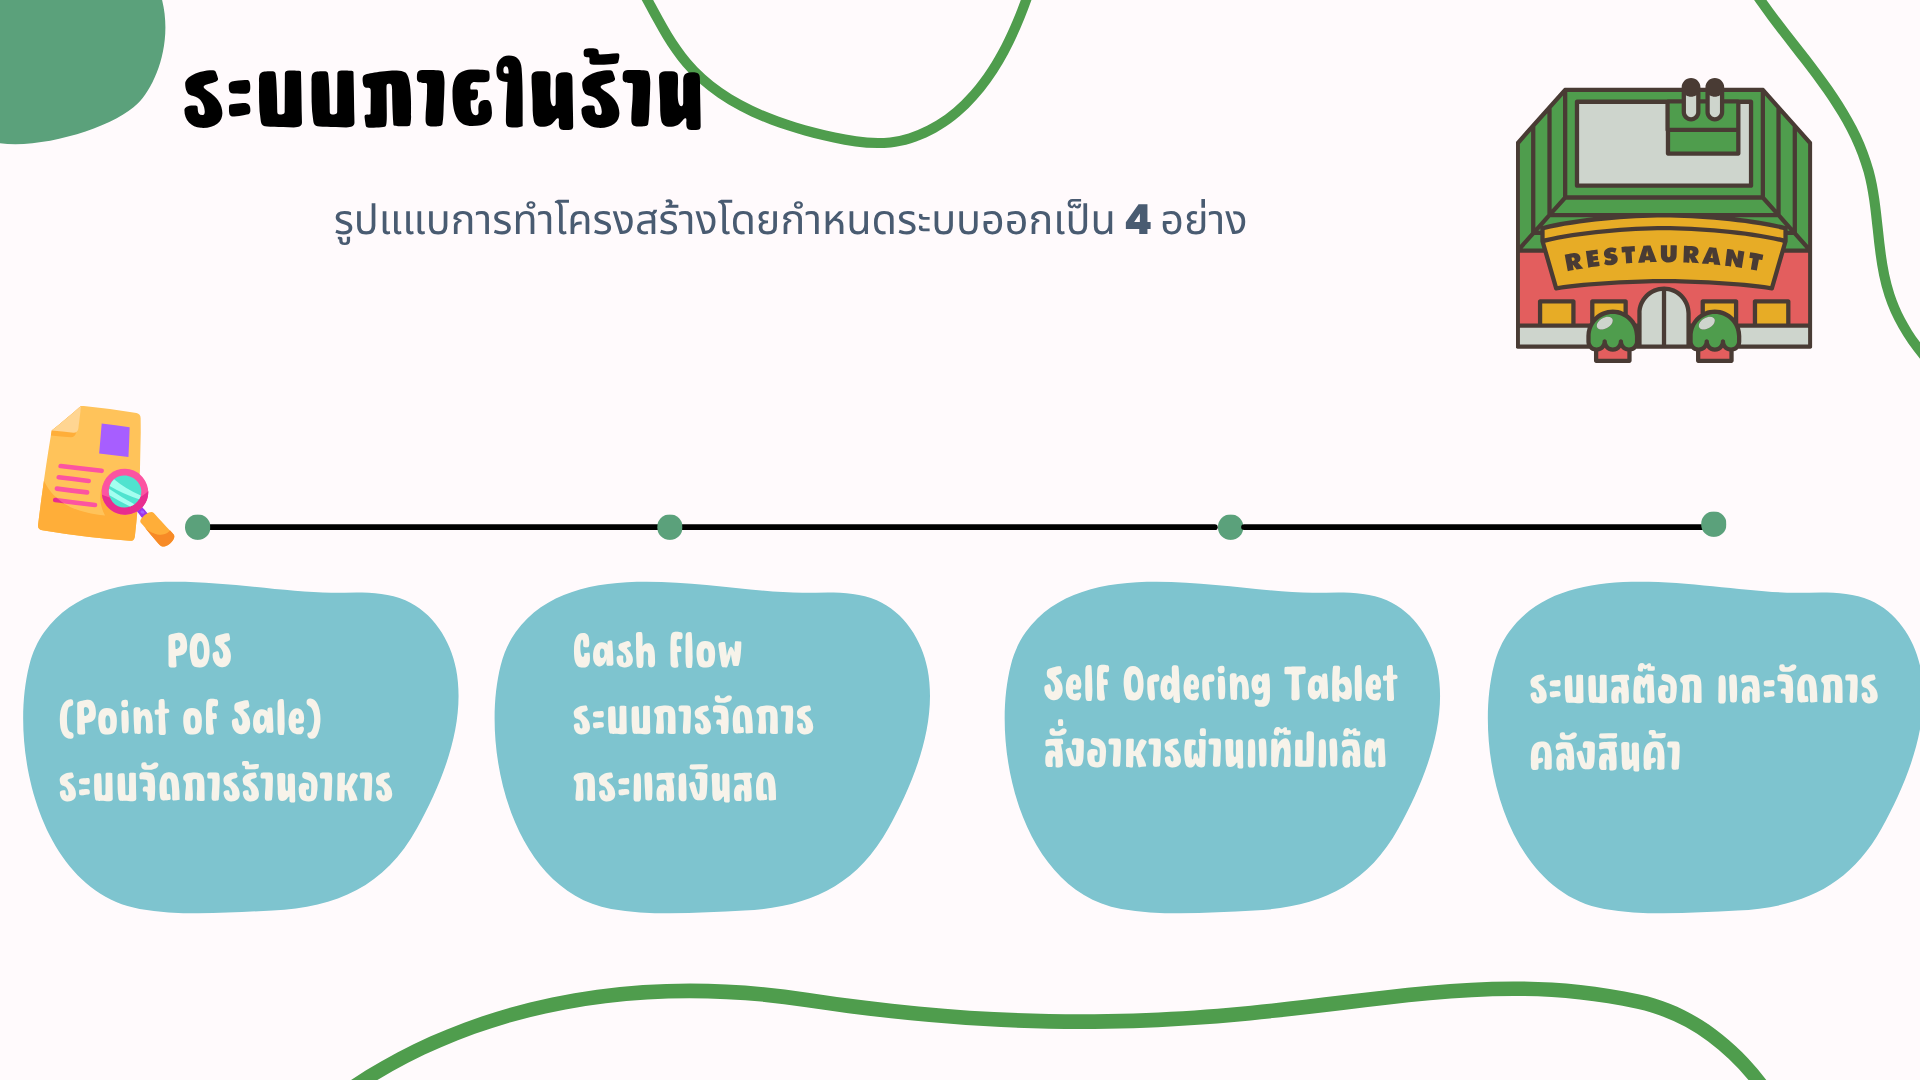 ระบบภายในร้าน
รูปแแบบการทำโครงสร้างโดยกำหนดระบบออกเป็น 4 อย่าง
RESTAURANT
POS
(Point of Sale)
ระบบจัดการร้านอาหาร
Cash flow
ระบบการจัดการ
กระแสเงินสด
Self Ordering Tablet
สั่งอาหารผ่านแท๊ปแล๊ต
ระบบสต๊อก และจัดการ
คลังสินค้า